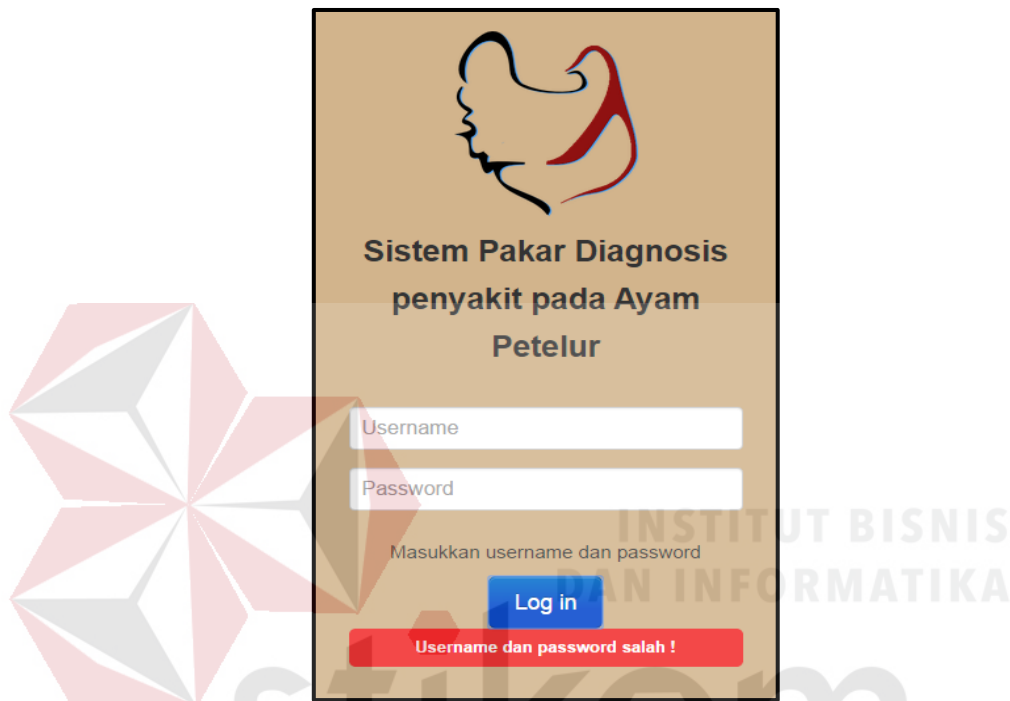 Sistem Pakar Diagnosis
penyakit pada Ayam
Petelur
Username
Password
INSTITUT BISNIS
Masukkan username dan password
DAN INFORMATIKA
Log in
Username dan password salah !
stikom